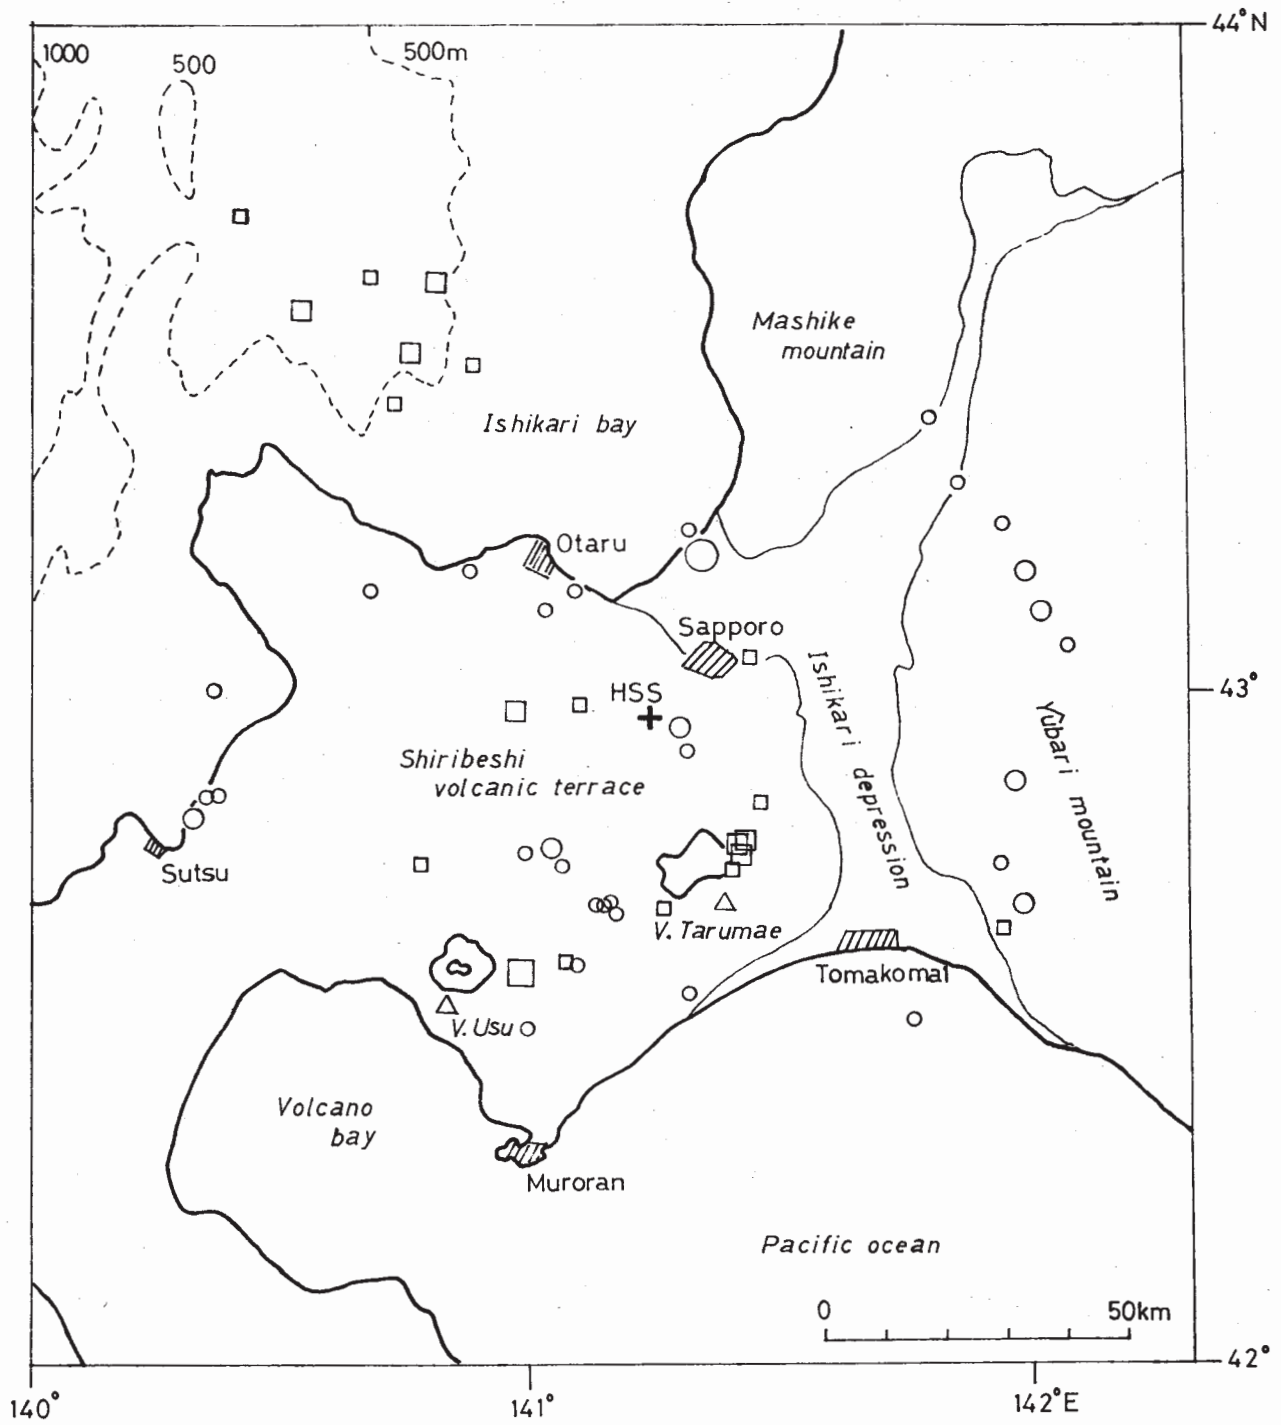 44°N
1000
500
500m
Mashike
mountain
Ishikari bay
Otaru
Sapporo
HSS
43°
Ishikari depression
Yûbari mountain
Shiribeshi
volcanic terrace
Sutsu
V. Tarumae
Tomakomai
V. Usu
Volcano
bay
Muroran
Pacific ocean
0
50km
42°
140°
141°
142°E